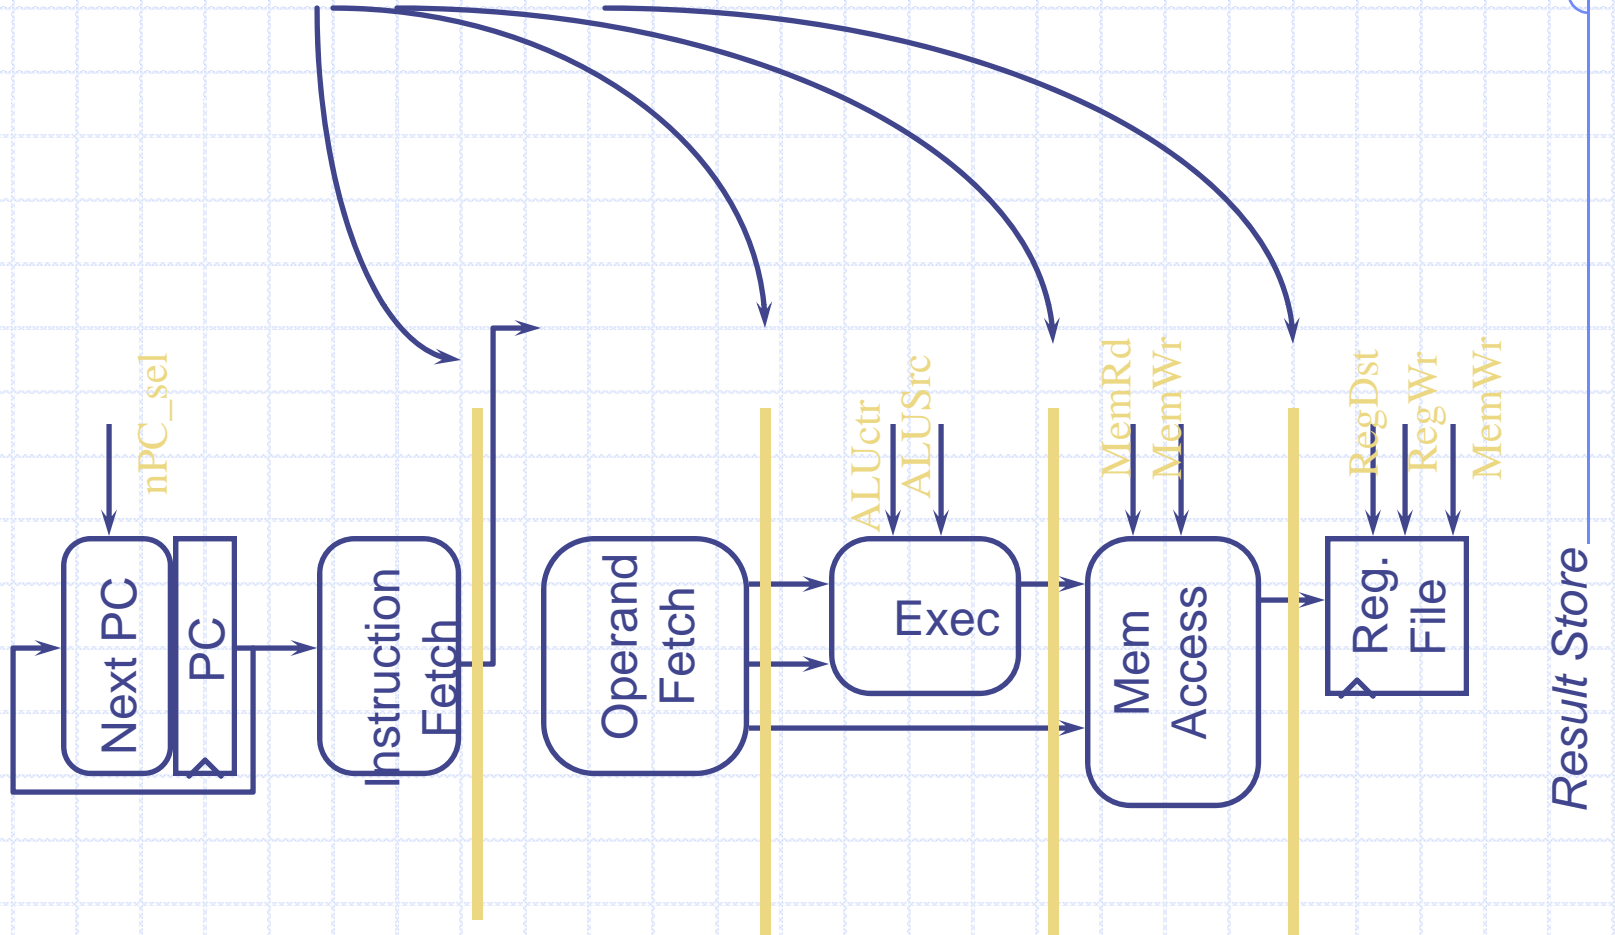 nPC_sel
ALUctr
ALUSrc
MemRd
MemWr
RegDst
RegWr
MemWr
Next PC
PC
Instruction
Fetch
Operand
Fetch
Exec
Mem
Access
Reg.
File
Result Store